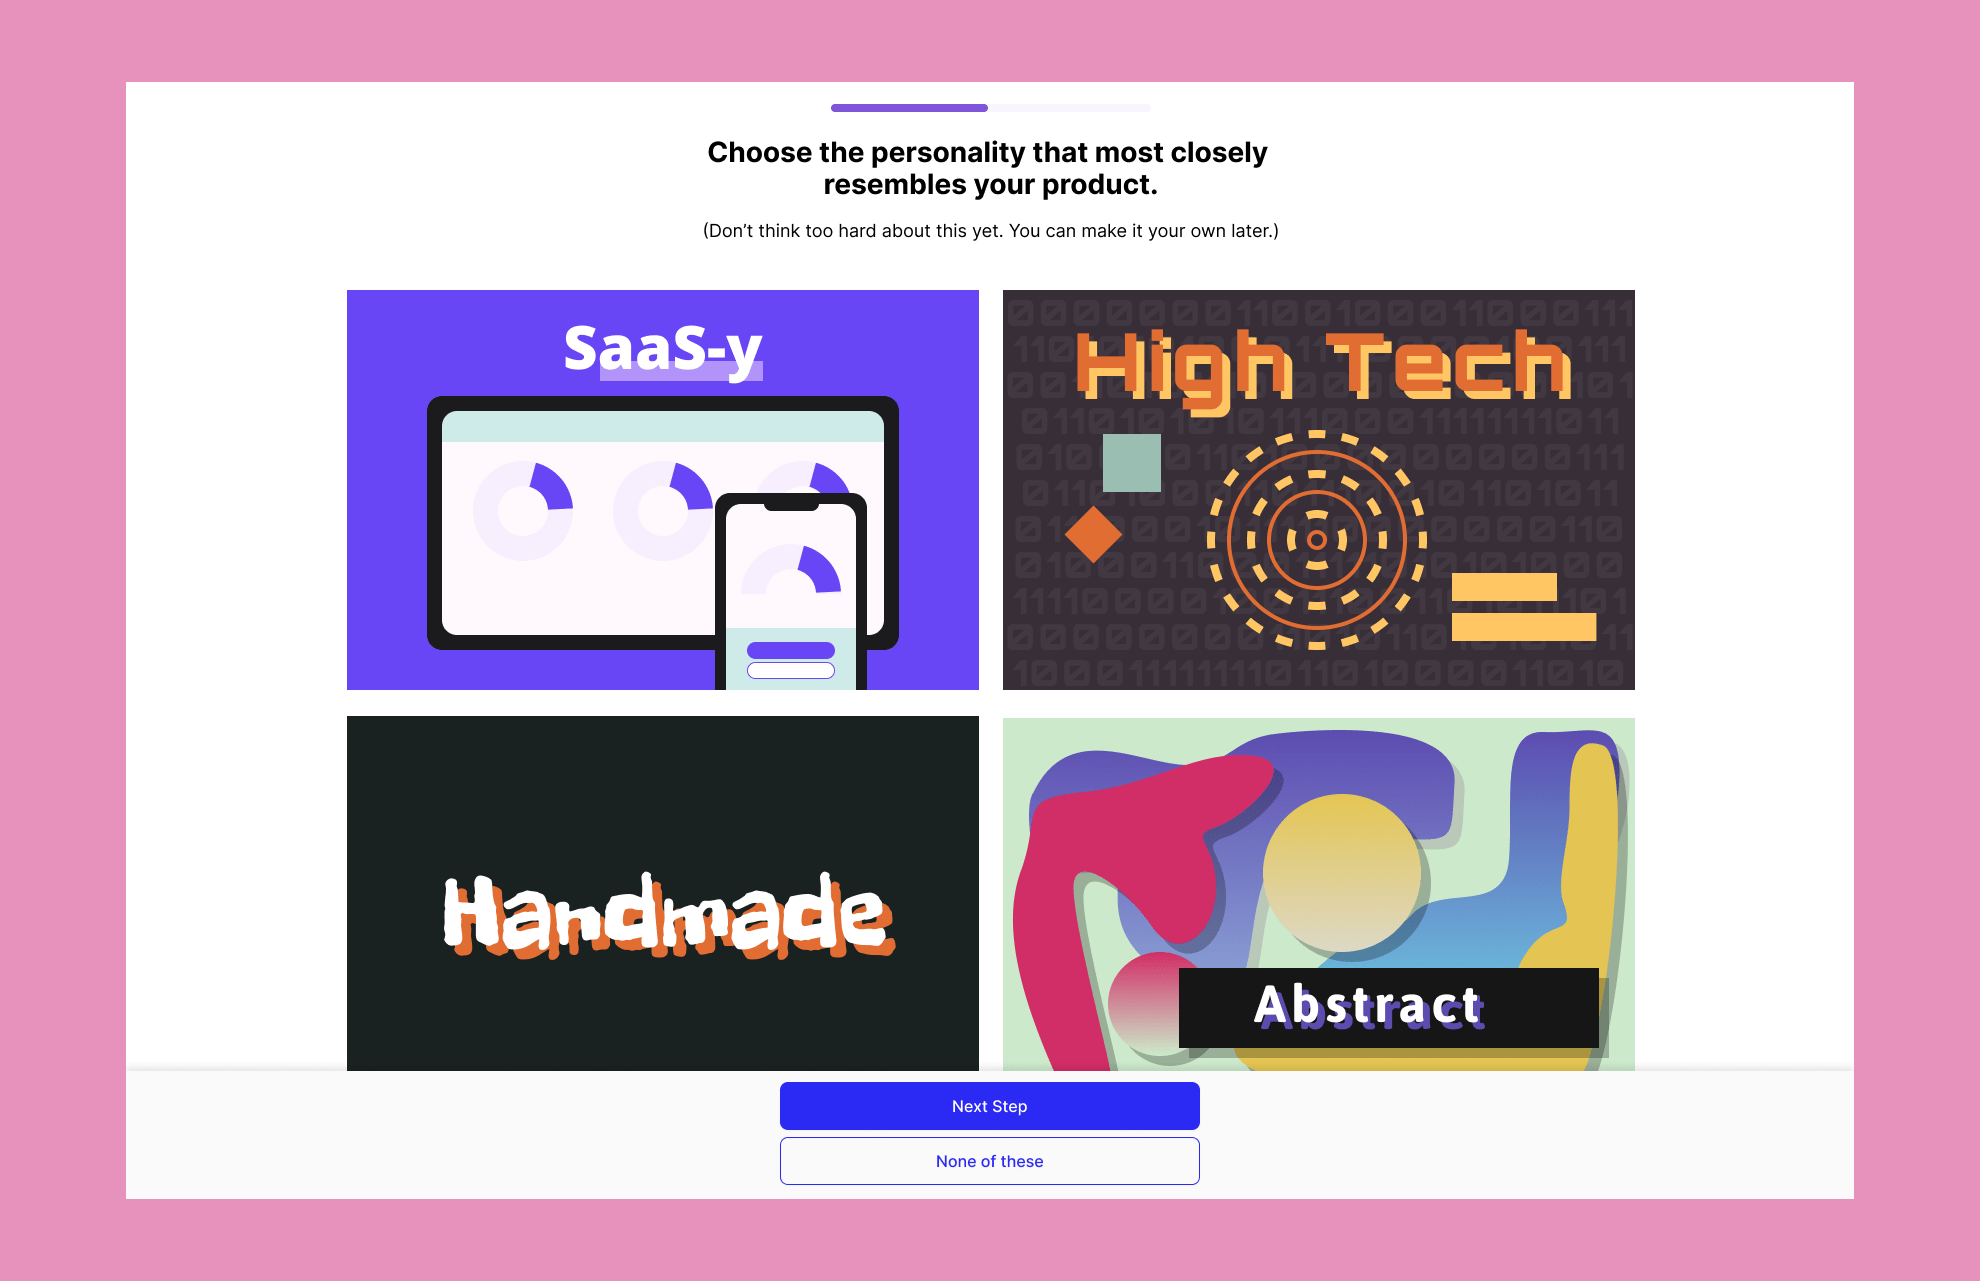 Choose the personality that most closely
resembles your product.
(Don’t think too hard about this yet. You can make it your own later.)
SaaS-y
High Tech
Handmade
Abstract
Next Step
None of these